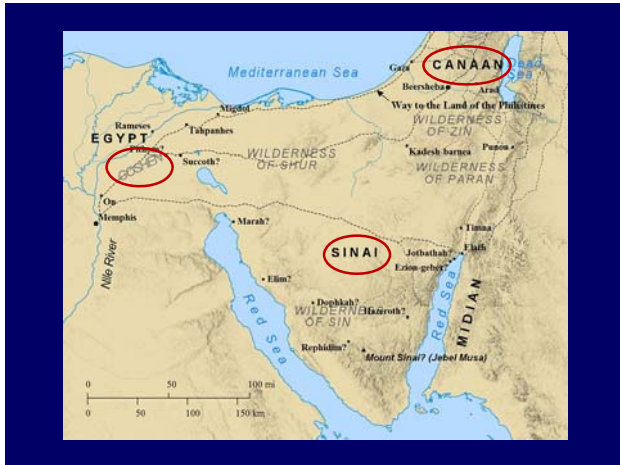 Mediterranean Sea
Gaza
CANAAN
Dead
Sea
Beersheba
Arad
Way to the Land of the Philistines
Migdol
Rameses
Tahpanhes
EGYPT
Pithom?
GOSHEN
Succoth?
WILDERNESS
OF SHUR
WILDERNESS
OF ZIN
Kadesh-barnea
Punon
WILDERNESS
OF PARAN
On
Memphis
Nile River
Marah?
Timna
SINAI
Jotbathah?
Elath
Ezion-geber?
Elim?
Red Sea
Dophkah?
Hazeroth?
WILDERNESS
OF SIN
Red Sea
MIDIAN
Rephidim?
Mount Sinai? (Jebel Musa)
0 50 100 mi
0 50 100 150 km